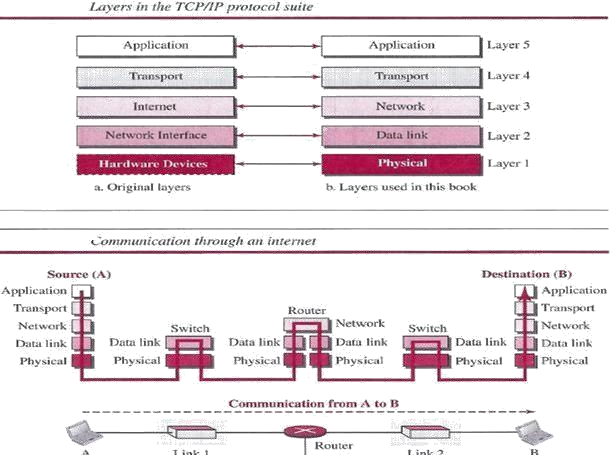 Layers in the TCP/IP protocol suite
Application Application Layer 5
Transport Transport Layer 4
Internet Network Layer 3
Network Interface Data link Layer 2
Hardware Devices Physical Layer 1
a. Original layers b. Layers used in this book
Communication through an internet
Source (A) Destination (B)
Application Application
Transport Router Transport
Network Switch Network Switch Network
Data link Data link Data link Data link Data link Data link
Physical Physical Physical Physical Physical Physical
Communication from A to B
A Link 1 Router Link 2 B